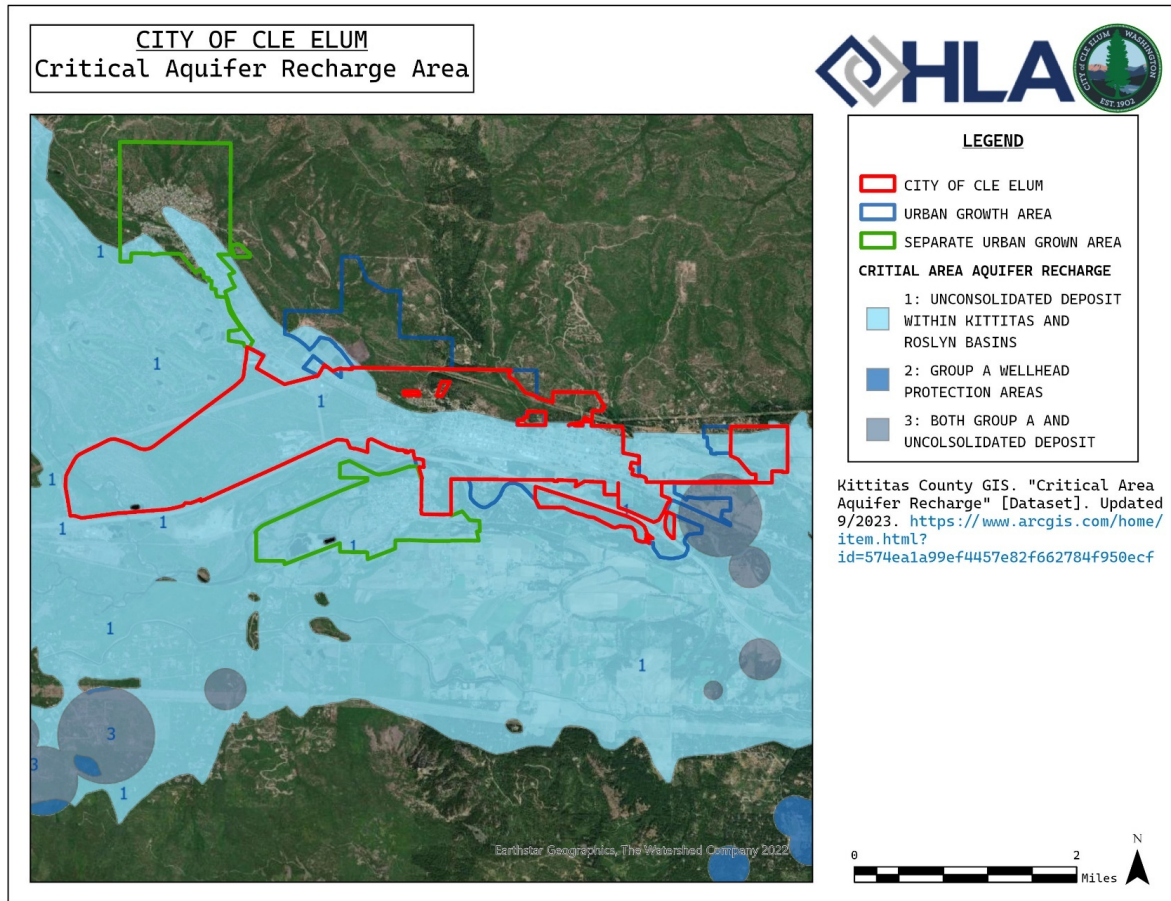 CITY OF CLE ELUM
Critical Aquifer Recharge Area
HLA
CITY OF CLE ELUM WASHINGTON
EST. 1902
LEGEND
CITY OF CLE ELUM
URBAN GROWTH AREA
SEPARATE URBAN GROWN AREA
CRITIAL AREA AQUIFER RECHARGE
1: UNCONSOLIDATED DEPOSIT
WITHIN KITTITAS AND
ROSLYN BASINS
2: GROUP A WELLHEAD
PROTECTION AREAS
3: BOTH GROUP A AND
UNCOLSOLIDATED DEPOSIT
Kittitas County GIS. "Critical Area
Aquifer Recharge" [Dataset]. Updated
9/2023. https://www.arcgis.com/home/
item.html?
id=574ea1a99ef4457e82f662784f950ecf
1
1
1
1
1
1
1
1
1
1
3
3
1
Earthstar Geographics, The Watershed Company 2022
0
2
Miles
N